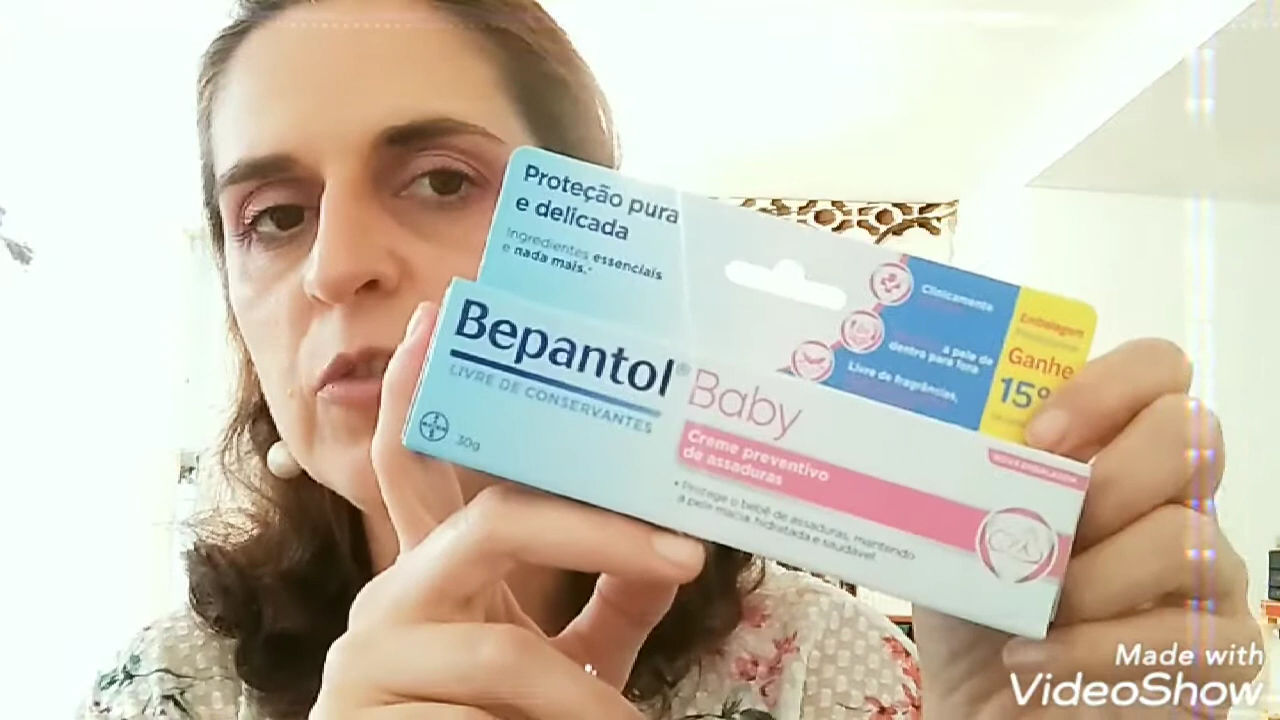 Proteção pura
e delicada
Ingredientes essenciais
e nada mais.*
Clinicamente
à pele de
dentro para fora
Livre de fragrâncias,
Embalagem
Ganhe
15%
Bepantol® Baby
LIVRE DE CONSERVANTES
30g
NOVA EMBALAGEM
Creme preventivo
de assaduras
• Protege o bebê de assaduras, mantendo
a pele macia, hidratada e saudável.
Made with
VideoShow